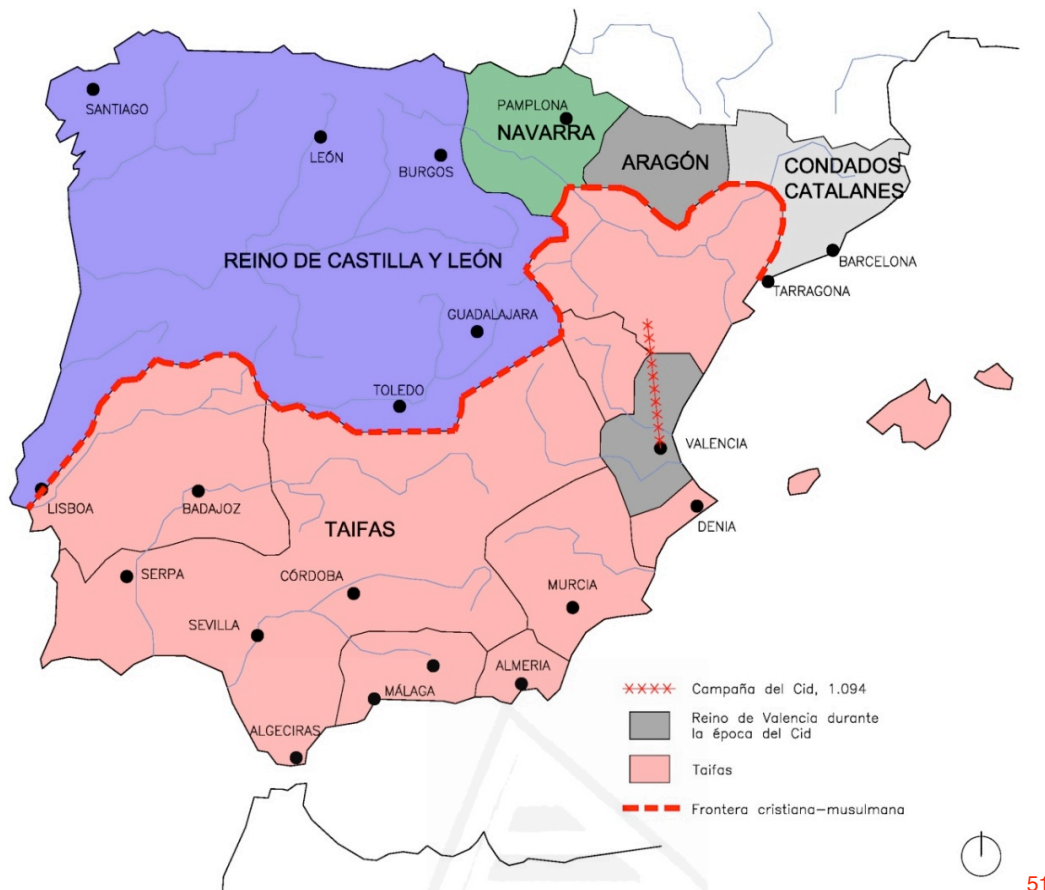 SANTIAGO
LEÓN
BURGOS
PAMPLONA
NAVARRA
ARAGÓN
CONDADOS
CATALANES
REINO DE CASTILLA Y LEÓN
BARCELONA
TARRAGONA
GUADALAJARA
TOLEDO
VALENCIA
LISBOA
BADAJOZ
DENIA
TAIFAS
SERPA
CÓRDOBA
MURCIA
SEVILLA
ALMERIA
MÁLAGA
ALGECIRAS
Campaña del Cid, 1.094
Reino de Valencia durante
la época del Cid
Taifas
Frontera cristiana-musulmana
51